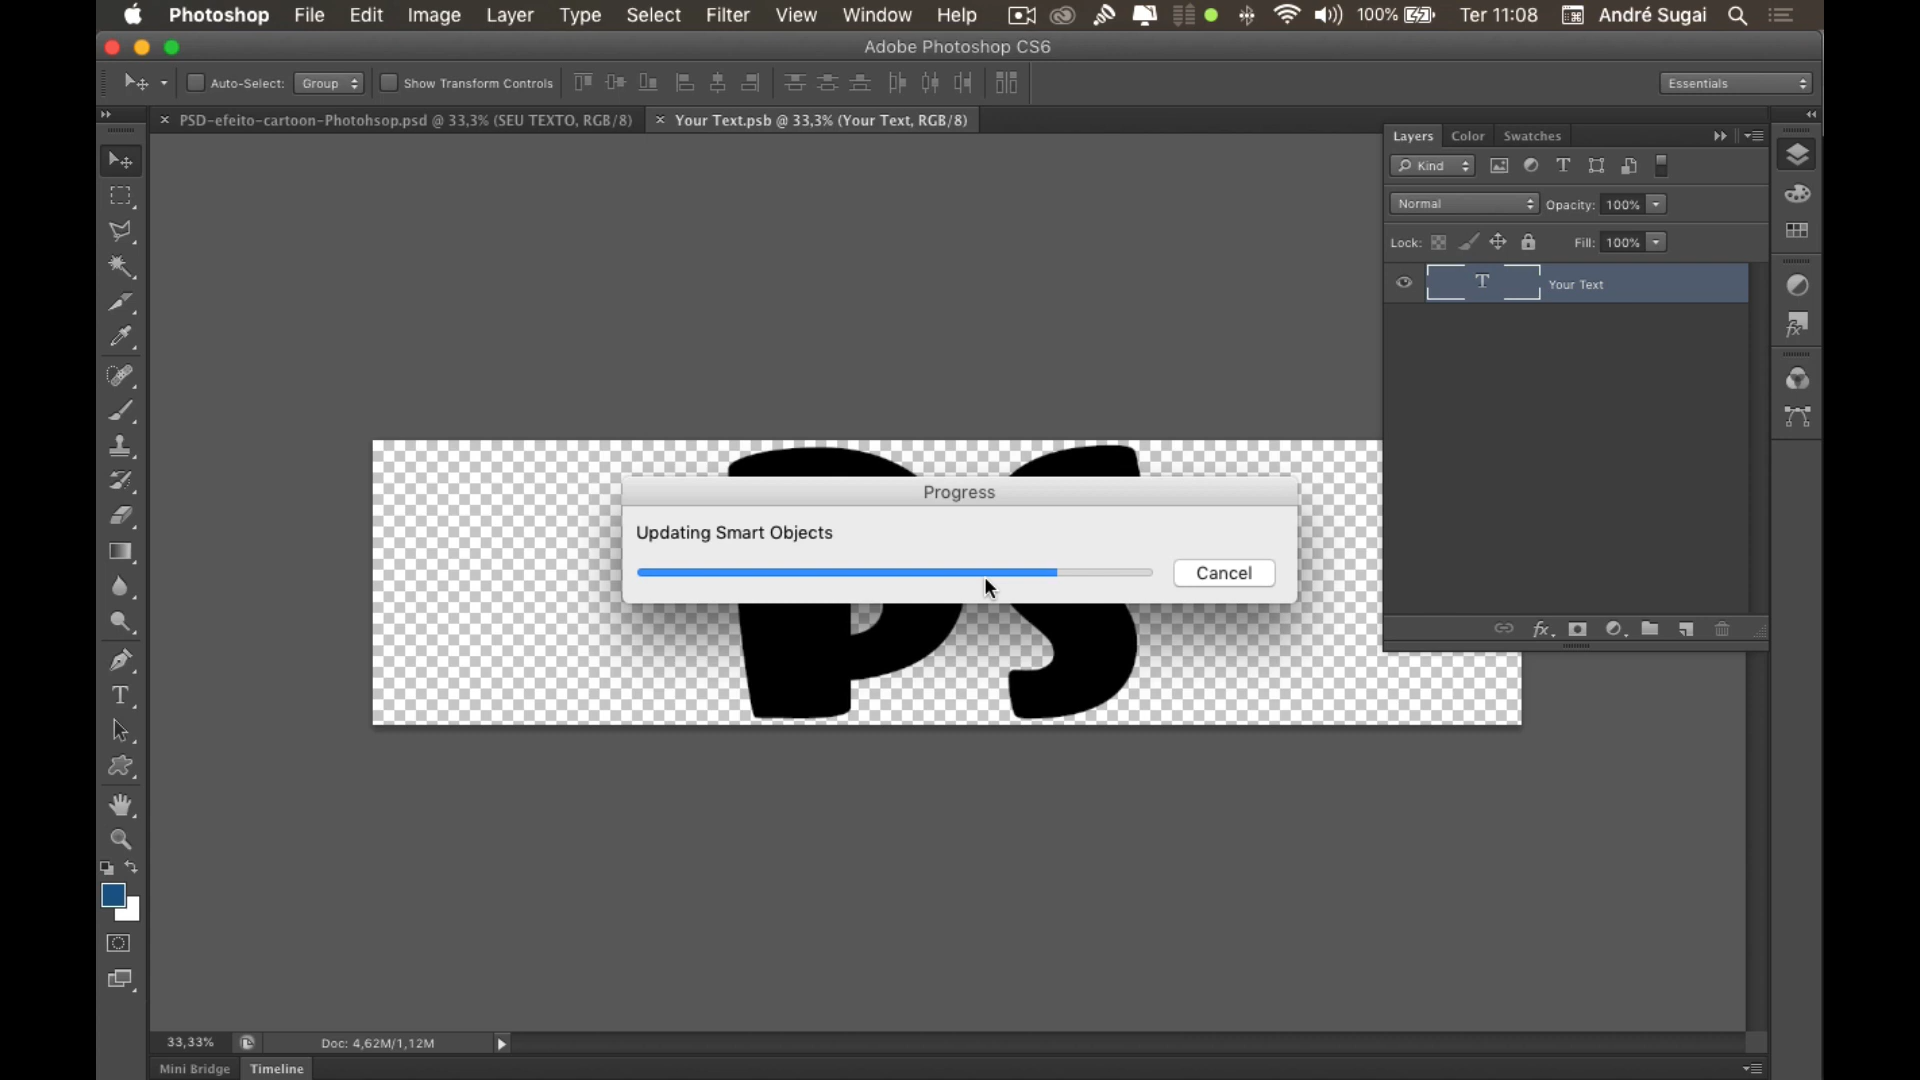 Photoshop File Edit Image Layer Type Select Filter View Window Help 100% Ter 11:08 André Sugai
Adobe Photoshop CS6
Auto-Select: Group Show Transform Controls Essentials
PSD-efeito-cartoon-Photohsop.psd @ 33,3% (SEU TEXTO, RGB/8) Your Text.psb @ 33,3% (Your Text, RGB/8)
Layers Color Swatches
Kind
Normal Opacity: 100%
Lock: Fill: 100%
T Your Text
PS
Progress
Updating Smart Objects
Cancel
33,33% Doc: 4,62M/1,12M
Mini Bridge Timeline